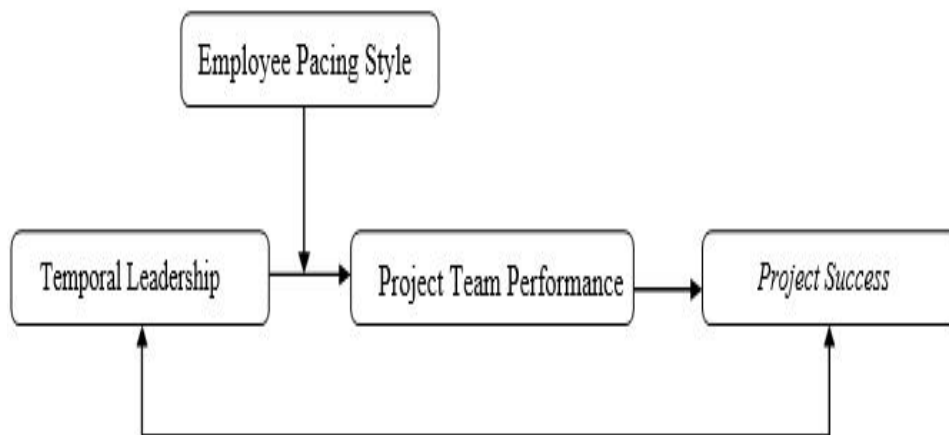 Employee Pacing Style
Temporal Leadership
Project Team Performance
Project Success